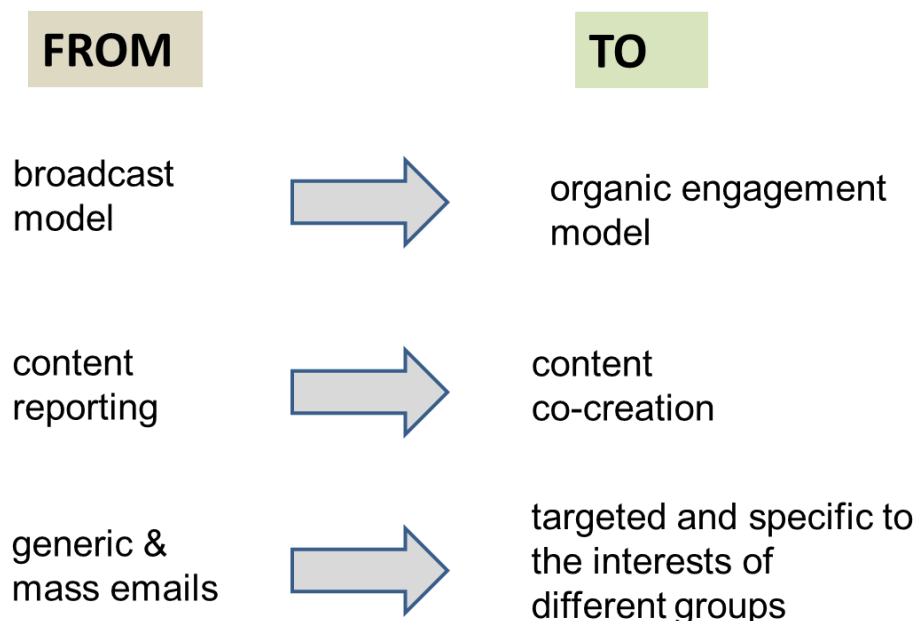 FROM
TO
broadcast
model
organic engagement
model
content
reporting
content
co-creation
generic &
mass emails
targeted and specific to
the interests of
different groups